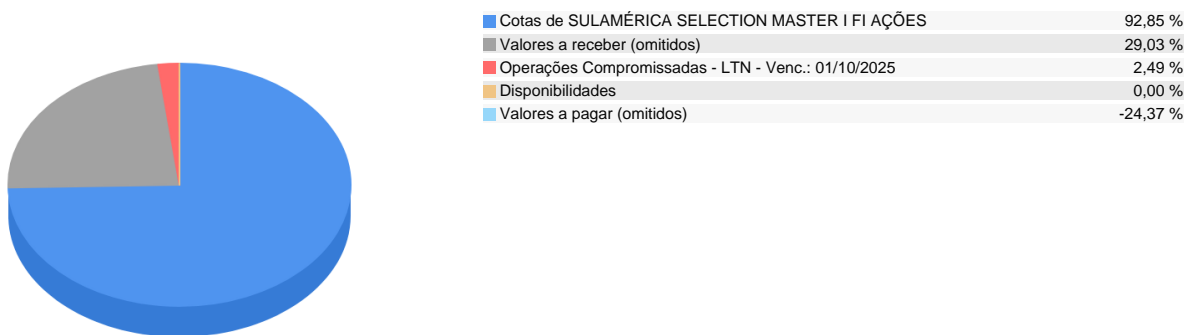 Cotas de SULAMÉRICA SELECTION MASTER I FI AÇÕES 92,85 %
Valores a receber (omitidos) 29,03 %
Operações Compromissadas - LTN - Venc.: 01/10/2025 2,49 %
Disponibilidades 0,00 %
Valores a pagar (omitidos) -24,37 %